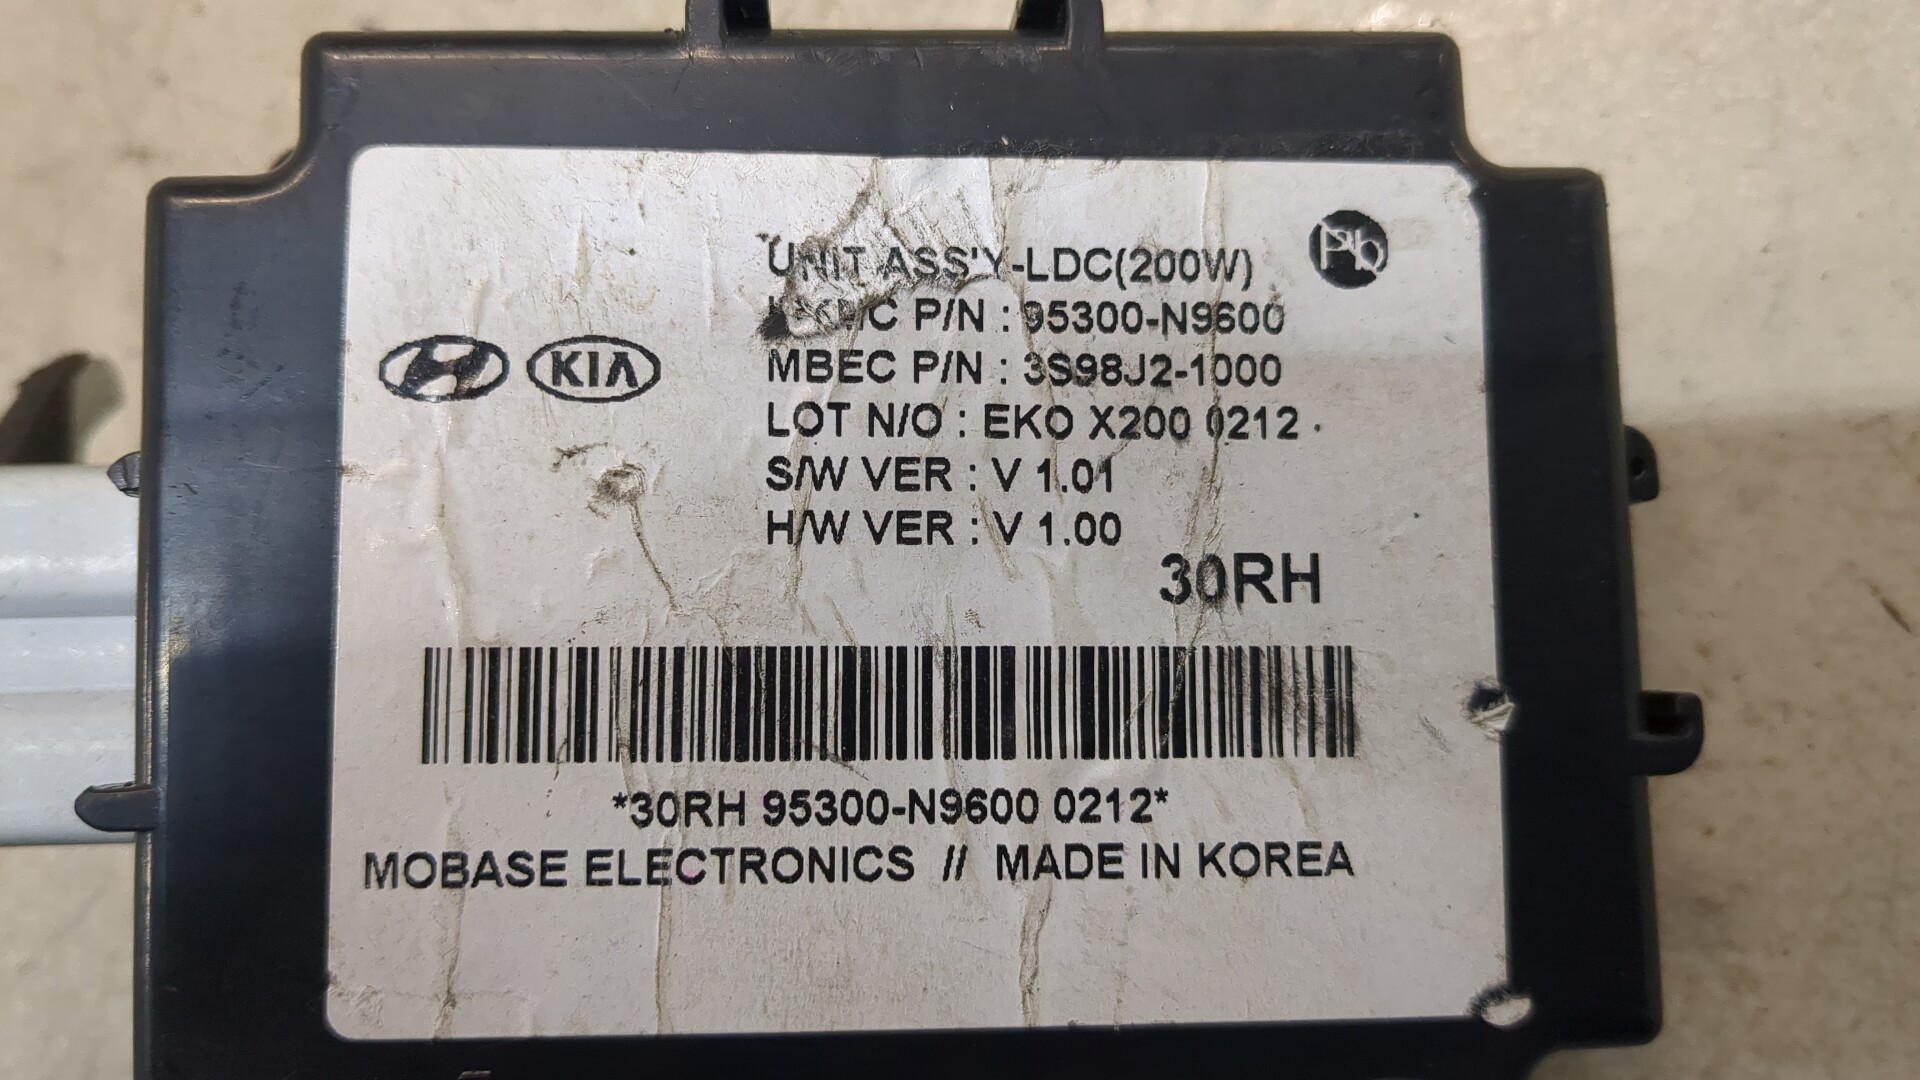 UNIT ASS'Y-LDC(200W)
Pb
P/N : 95300-N9600
KIA
MBEC P/N : 3S98J2-1000
LOT N/O : EKO X200 0212
S/W VER : V 1.01
H/W VER : V 1.00
30RH
*30RH 95300-N9600 0212*
MOBASE ELECTRONICS // MADE IN KOREA